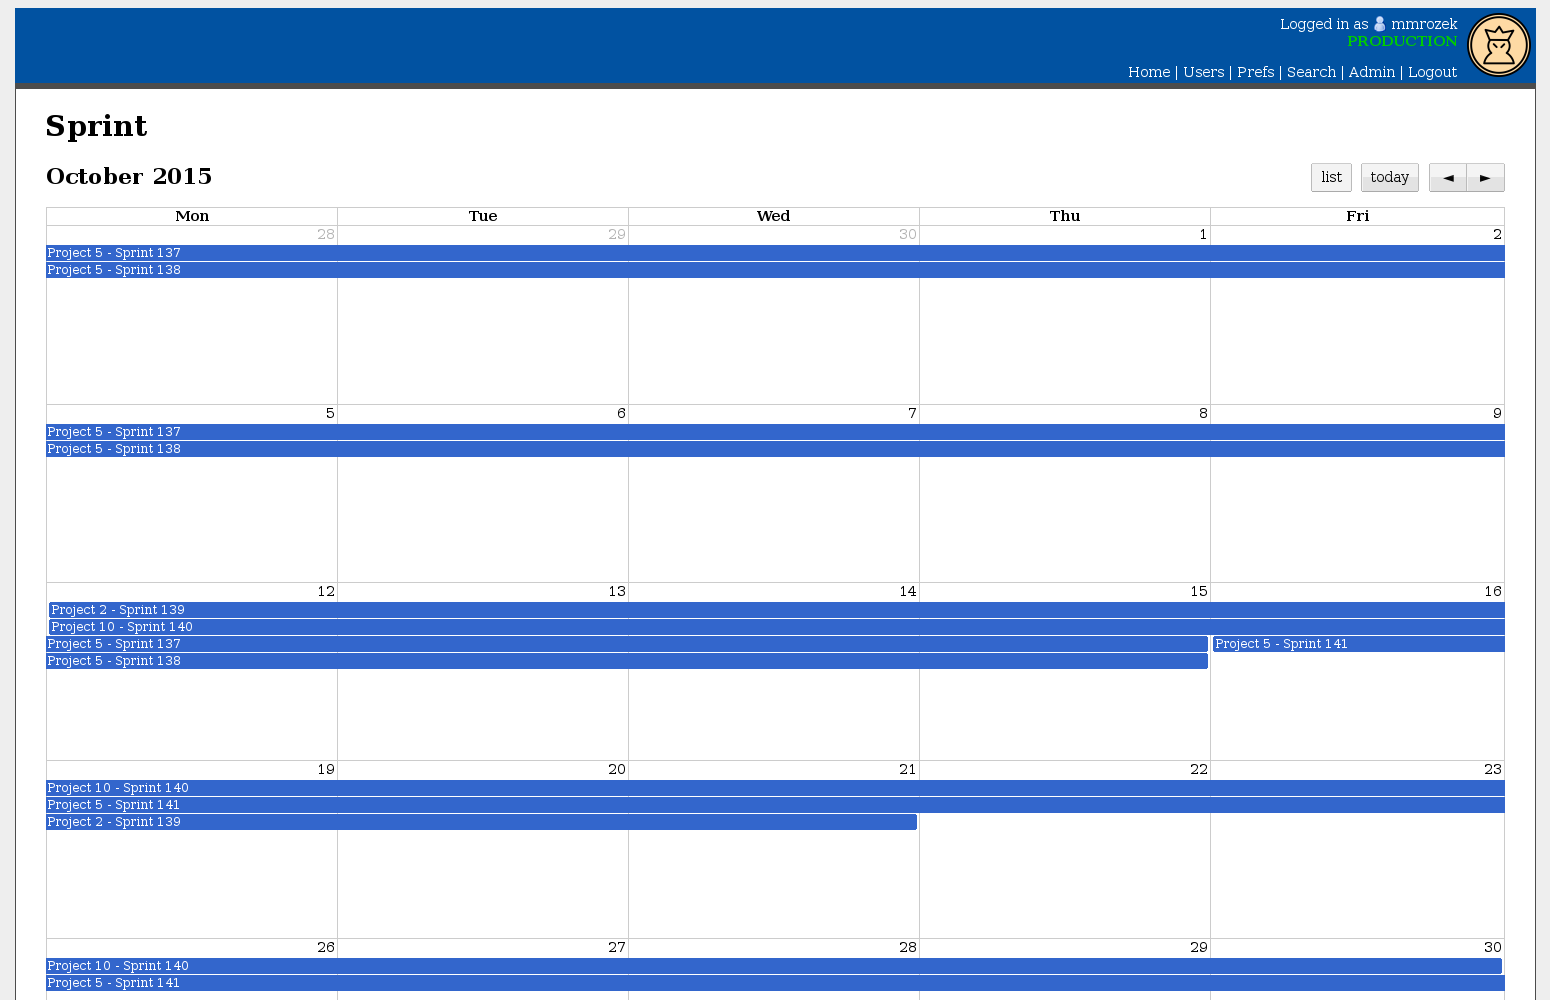 Logged in as mmrozek
PRODUCTION
Home | Users | Prefs | Search | Admin | Logout
Sprint
October 2015
list today ◄ ►
Mon Tue Wed Thu Fri
28 29 30 1 2
Project 5 - Sprint 137
Project 5 - Sprint 138
5 6 7 8 9
Project 5 - Sprint 137
Project 5 - Sprint 138
12 13 14 15 16
Project 2 - Sprint 139
Project 10 - Sprint 140
Project 5 - Sprint 137 Project 5 - Sprint 141
Project 5 - Sprint 138
19 20 21 22 23
Project 10 - Sprint 140
Project 5 - Sprint 141
Project 2 - Sprint 139
26 27 28 29 30
Project 10 - Sprint 140
Project 5 - Sprint 141